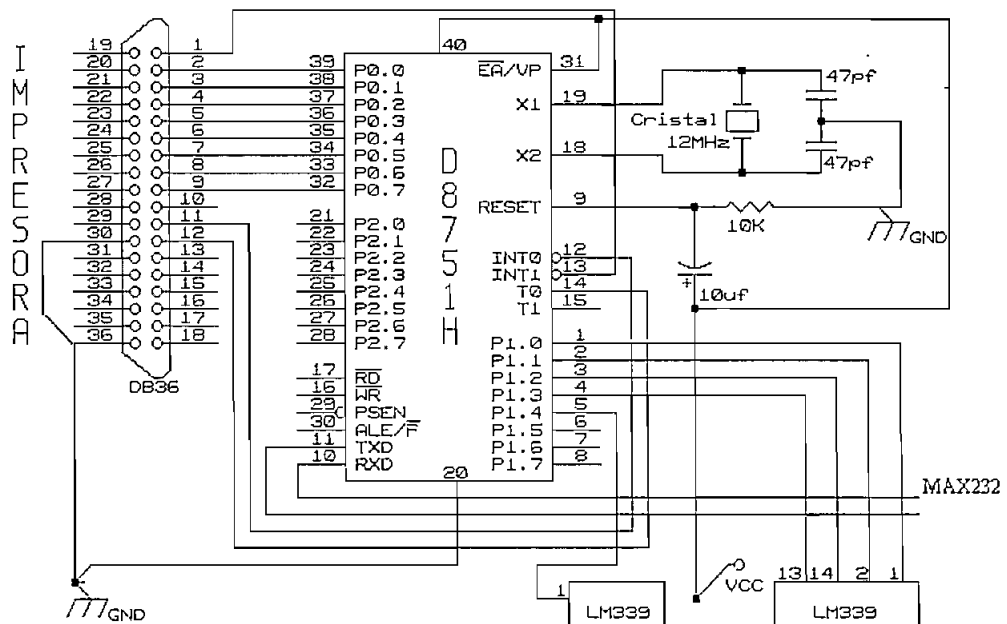 IMPRESORA
19 1
20 2
21 3
22 4
23 5
24 6
25 7
26 8
27 9
28 10
29 11
30 12
31 13
32 14
33 15
34 16
35 17
36 18
DB36
40
39 P0.0
38 P0.1
37 P0.2
36 P0.3
35 P0.4
34 P0.5
33 P0.6
32 P0.7
21 P2.0
22 P2.1
23 P2.2
24 P2.3
25 P2.4
26 P2.5
27 P2.6
28 P2.7
17 RD
16 WR
29 PSEN
30 ALE/P
11 TXD
10 RXD
20
D8751H
EA/VP 31
X1 19
X2 18
RESET 9
INT0 12
INT1 13
T0 14
T1 15
P1.0 1
P1.1 2
P1.2 3
P1.3 4
P1.4 5
P1.5 6
P1.6 7
P1.7 8
47pf
Cristal
12MHz
47pf
10K
GND
+
10uf
MAX232
VCC
GND
1
LM339
13 14 2 1
LM339